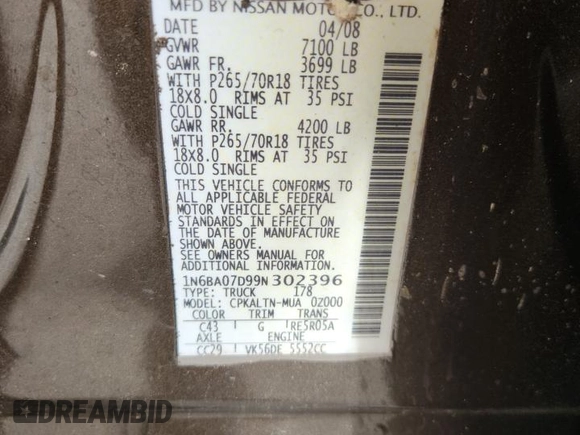 MFD BY NISSAN MOTOR CO., LTD.
DATE 04/08
GVWR 7100 LB
GAWR FR. 3699 LB
WITH P265/70R18 TIRES
18X8.0 RIMS AT 35 PSI
COLD SINGLE
GAWR RR. 4200 LB
WITH P265/70R18 TIRES
18X8.0 RIMS AT 35 PSI
COLD SINGLE
THIS VEHICLE CONFORMS TO
ALL APPLICABLE FEDERAL
MOTOR VEHICLE SAFETY
STANDARDS IN EFFECT ON
THE DATE OF MANUFACTURE
SHOWN ABOVE.
SEE OWNERS MANUAL FOR
ADDITIONAL INFORMATION.
1N6BA07D99N302396
TYPE: TRUCK 178
MODEL: CPKALTN-MUA 0Z000
COLOR TRIM TRANS
C43 G RE5R05A
AXLE ENGINE
CC29 VK56DE 5552CC
DREAMBID